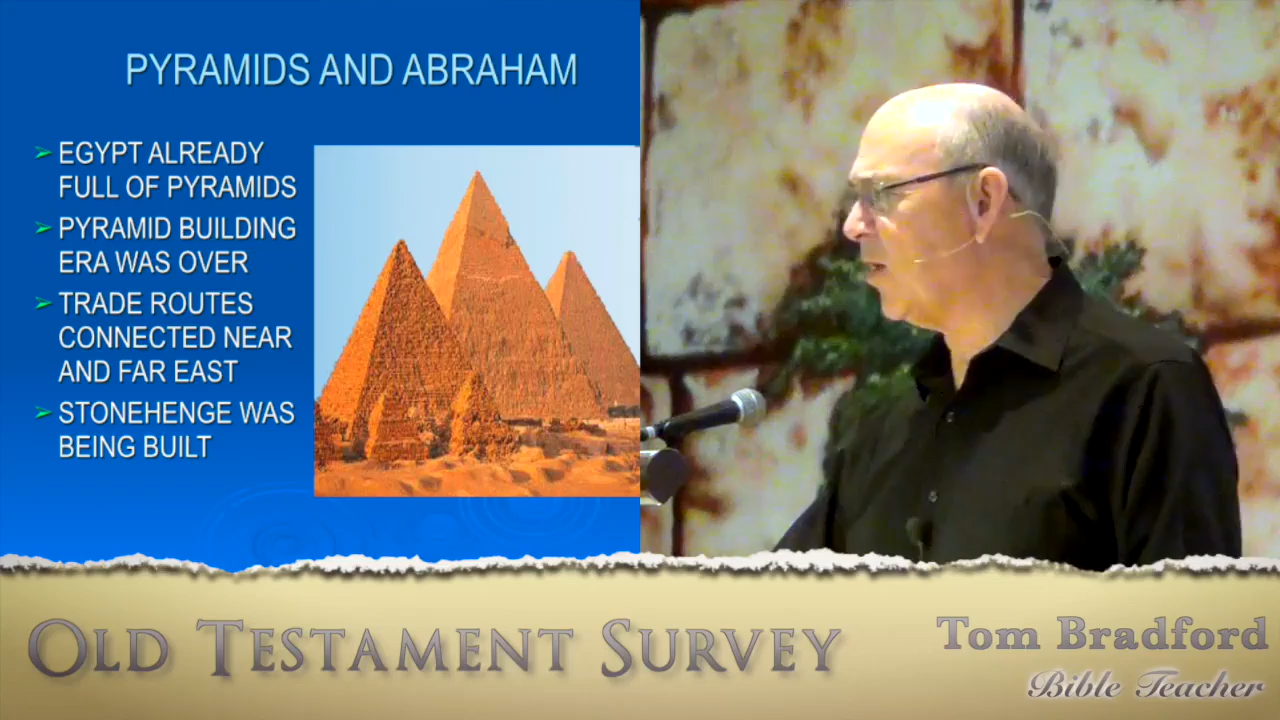 PYRAMIDS AND ABRAHAM
➢ EGYPT ALREADY
FULL OF PYRAMIDS
➢ PYRAMID BUILDING
ERA WAS OVER
➢ TRADE ROUTES
CONNECTED NEAR
AND FAR EAST
➢ STONEHENGE WAS
BEING BUILT
OLD TESTAMENT SURVEY
Tom Bradford
Bible Teacher